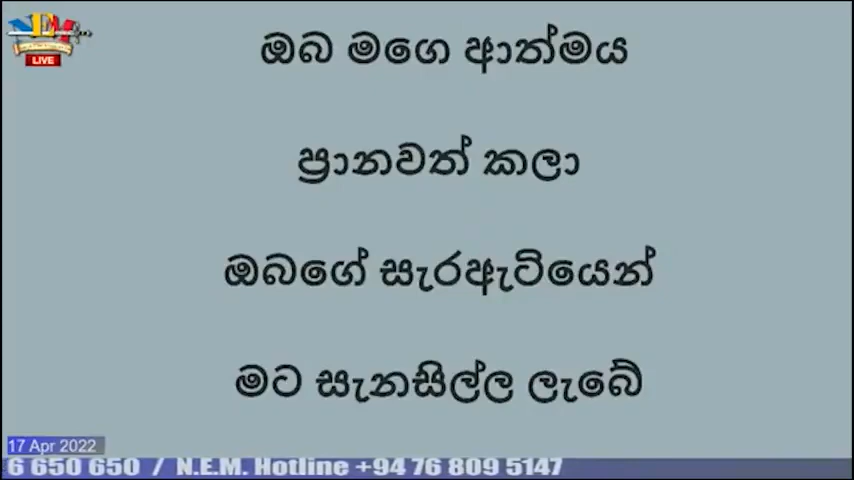 NEM
LIVE
ඔබ මගෙ ආත්මය
ප්‍රානවත් කලා
ඔබගේ සැරඇටියෙන්
මට සැනසිල්ල ලැබේ
17 Apr 2022
6 650 650 / N.E.M. Hotline +94 76 809 5147